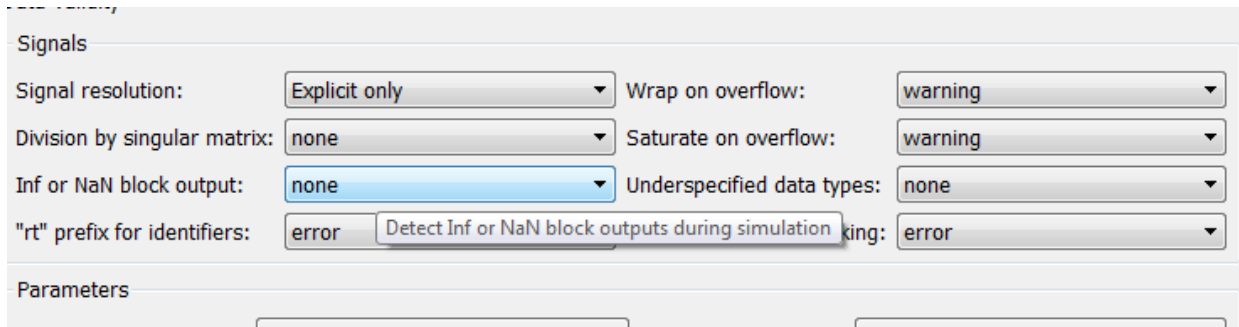 Signals
Signal resolution: Explicit only Wrap on overflow: warning
Division by singular matrix: none Saturate on overflow: warning
Inf or NaN block output: none Underspecified data types: none
"rt" prefix for identifiers: error Detect Inf or NaN block outputs during simulation king: error
Parameters